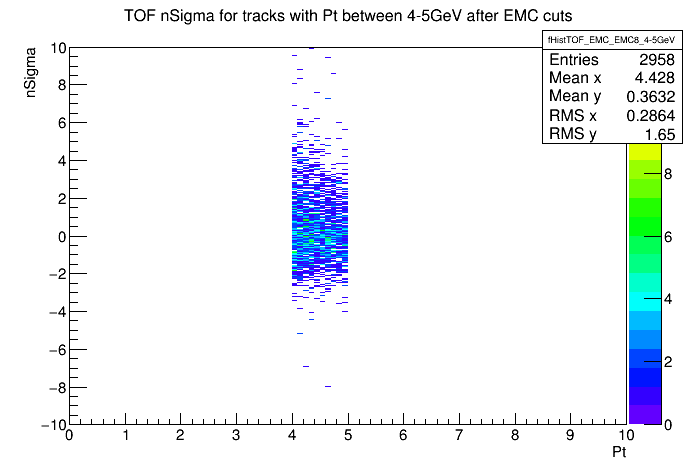 TOF nSigma for tracks with Pt between 4-5GeV after EMC cuts
fHistTOF_EMC_EMC8_4-5GeV
Entries 2958
Mean x 4.428
Mean y 0.3632
RMS x 0.2864
RMS y 1.65
nSigma
10
8
6
4
2
0
−2
−4
−6
−8
−10
8
6
4
2
0
0 1 2 3 4 5 6 7 8 9 10
Pt